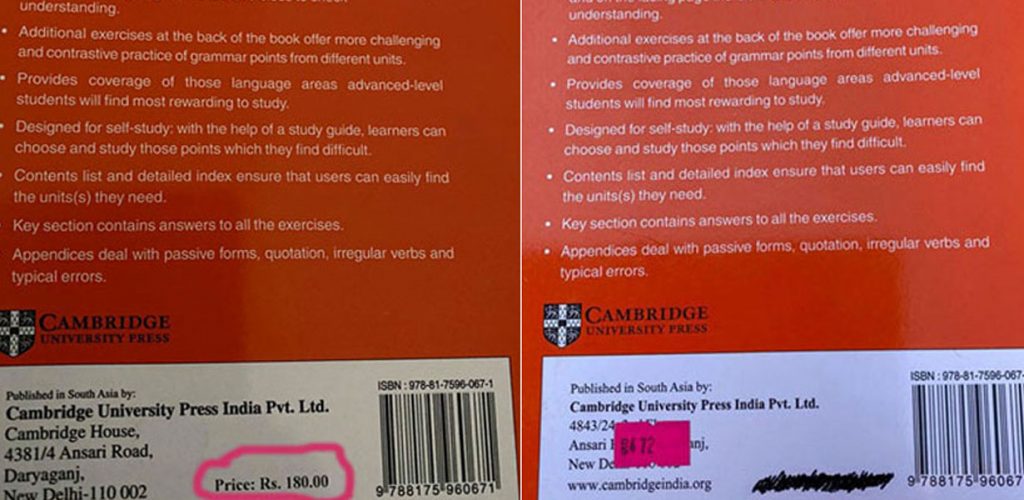 understanding.
• Additional exercises at the back of the book offer more challenging
and contrastive practice of grammar points from different units.
• Provides coverage of those language areas advanced-level
students will find most rewarding to study.
• Designed for self-study: with the help of a study guide, learners can
choose and study those points which they find difficult.
• Contents list and detailed index ensure that users can easily find
the units(s) they need.
• Key section contains answers to all the exercises.
• Appendices deal with passive forms, quotation, irregular verbs and
typical errors.
CAMBRIDGE
UNIVERSITY PRESS
Published in South Asia by:
Cambridge University Press India Pvt. Ltd.
Cambridge House,
4381/4 Ansari Road,
Daryaganj,
New Delhi-110 002
Price: Rs. 180.00
ISBN : 978-81-7596-067-1
9 788175 960671
understanding.
• Additional exercises at the back of the book offer more challenging
and contrastive practice of grammar points from different units.
• Provides coverage of those language areas advanced-level
students will find most rewarding to study.
• Designed for self-study: with the help of a study guide, learners can
choose and study those points which they find difficult.
• Contents list and detailed index ensure that users can easily find
the units(s) they need.
• Key section contains answers to all the exercises.
• Appendices deal with passive forms, quotation, irregular verbs and
typical errors.
CAMBRIDGE
UNIVERSITY PRESS
Published in South Asia by:
Cambridge University Press India Pvt. Ltd.
4843/24
Ansari
New
www.cambridgeindia.org
ISBN : 978-81-7596-067-
9 788175 96067